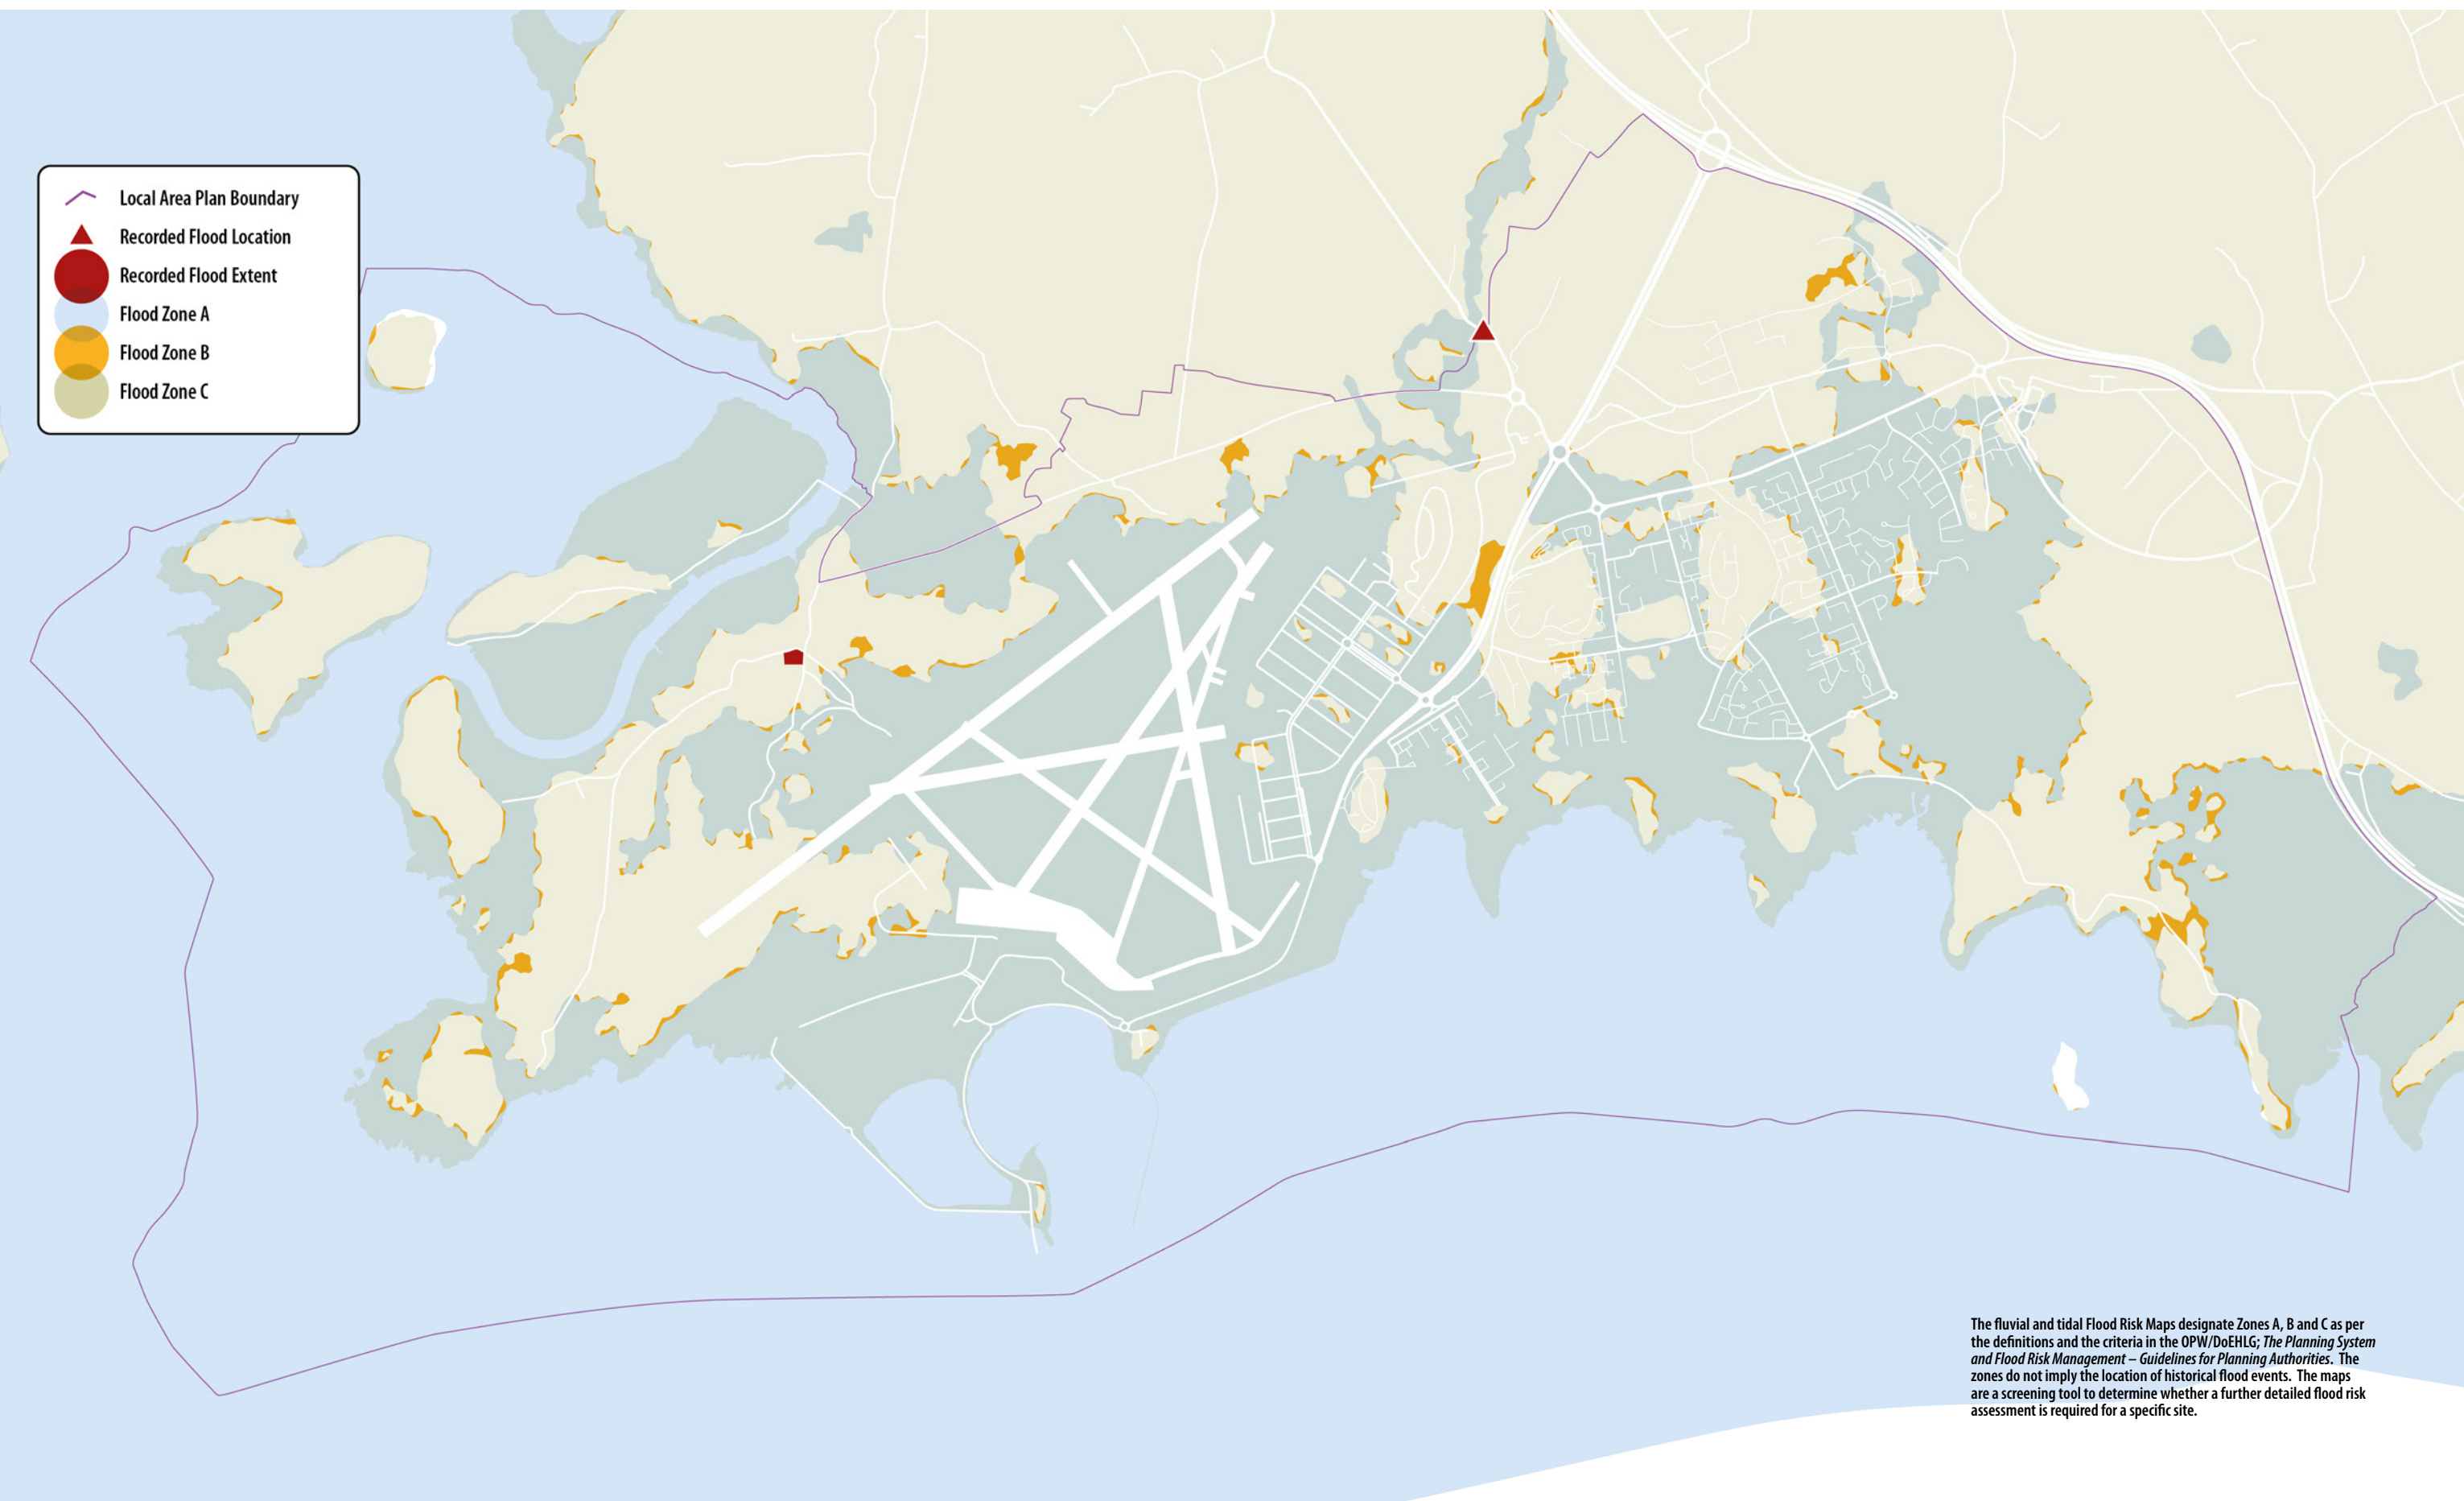 Local Area Plan Boundary
Recorded Flood Location
Recorded Flood Extent
Flood Zone A
Flood Zone B
Flood Zone C
The fluvial and tidal Flood Risk Maps designate Zones A, B and C as per
the definitions and the criteria in the OPW/DoEHLG; The Planning System
and Flood Risk Management – Guidelines for Planning Authorities. The
zones do not imply the location of historical flood events. The maps
are a screening tool to determine whether a further detailed flood risk
assessment is required for a specific site.